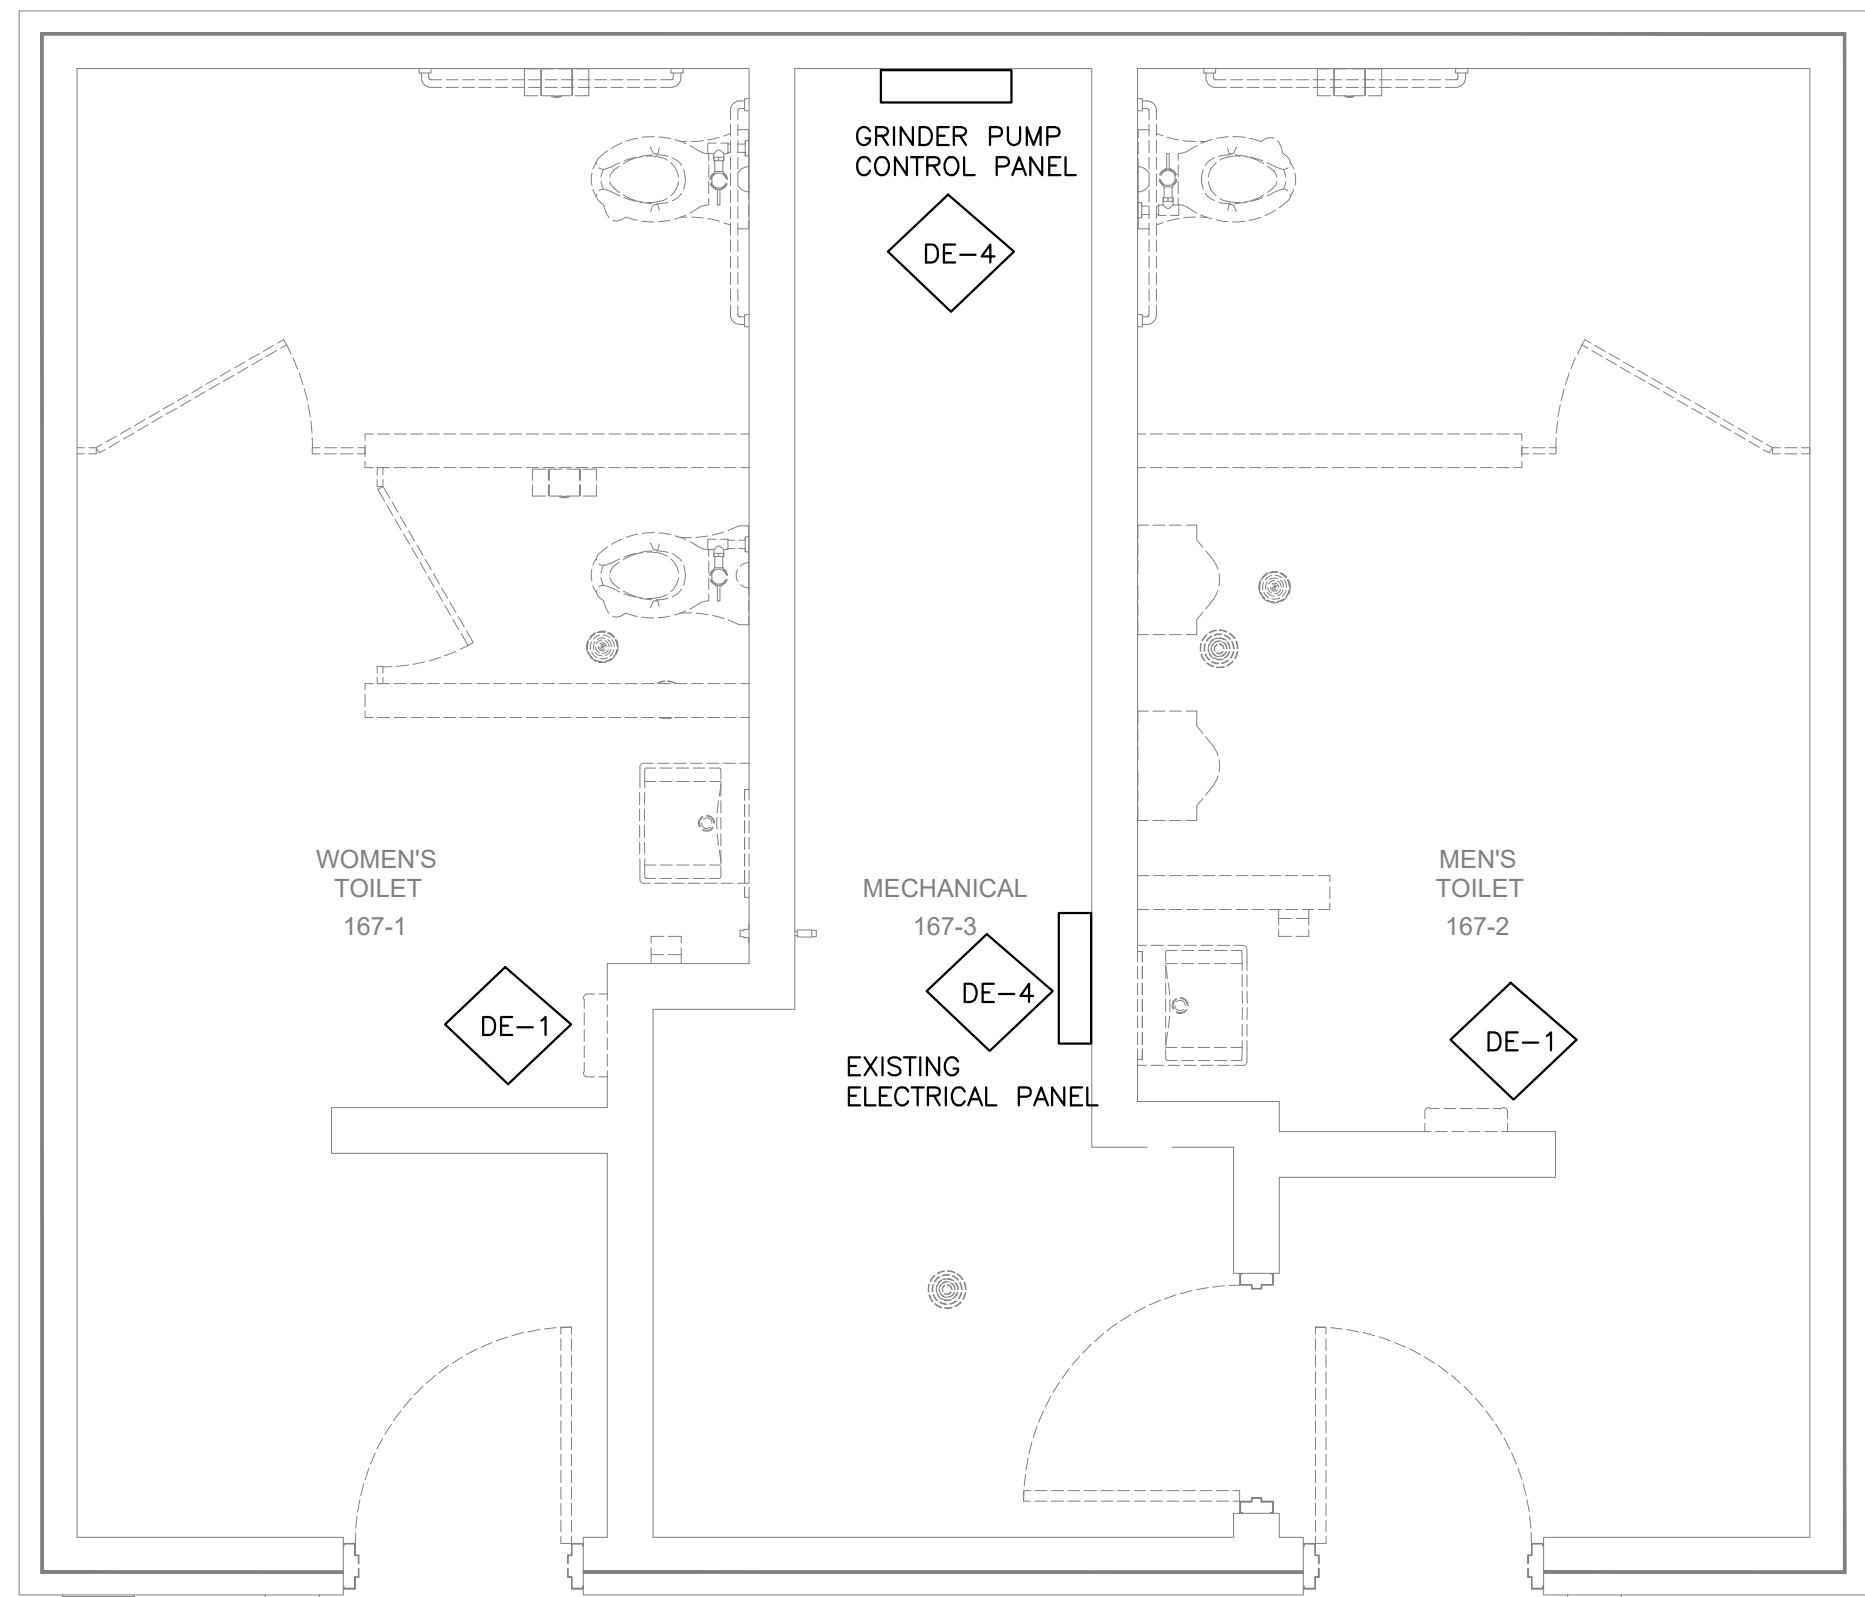 GRINDER PUMP
CONTROL PANEL
DE-4
WOMEN'S
TOILET
167-1
MECHANICAL
167-3
MEN'S
TOILET
167-2
DE-4
DE-1
DE-1
EXISTING
ELECTRICAL PANEL